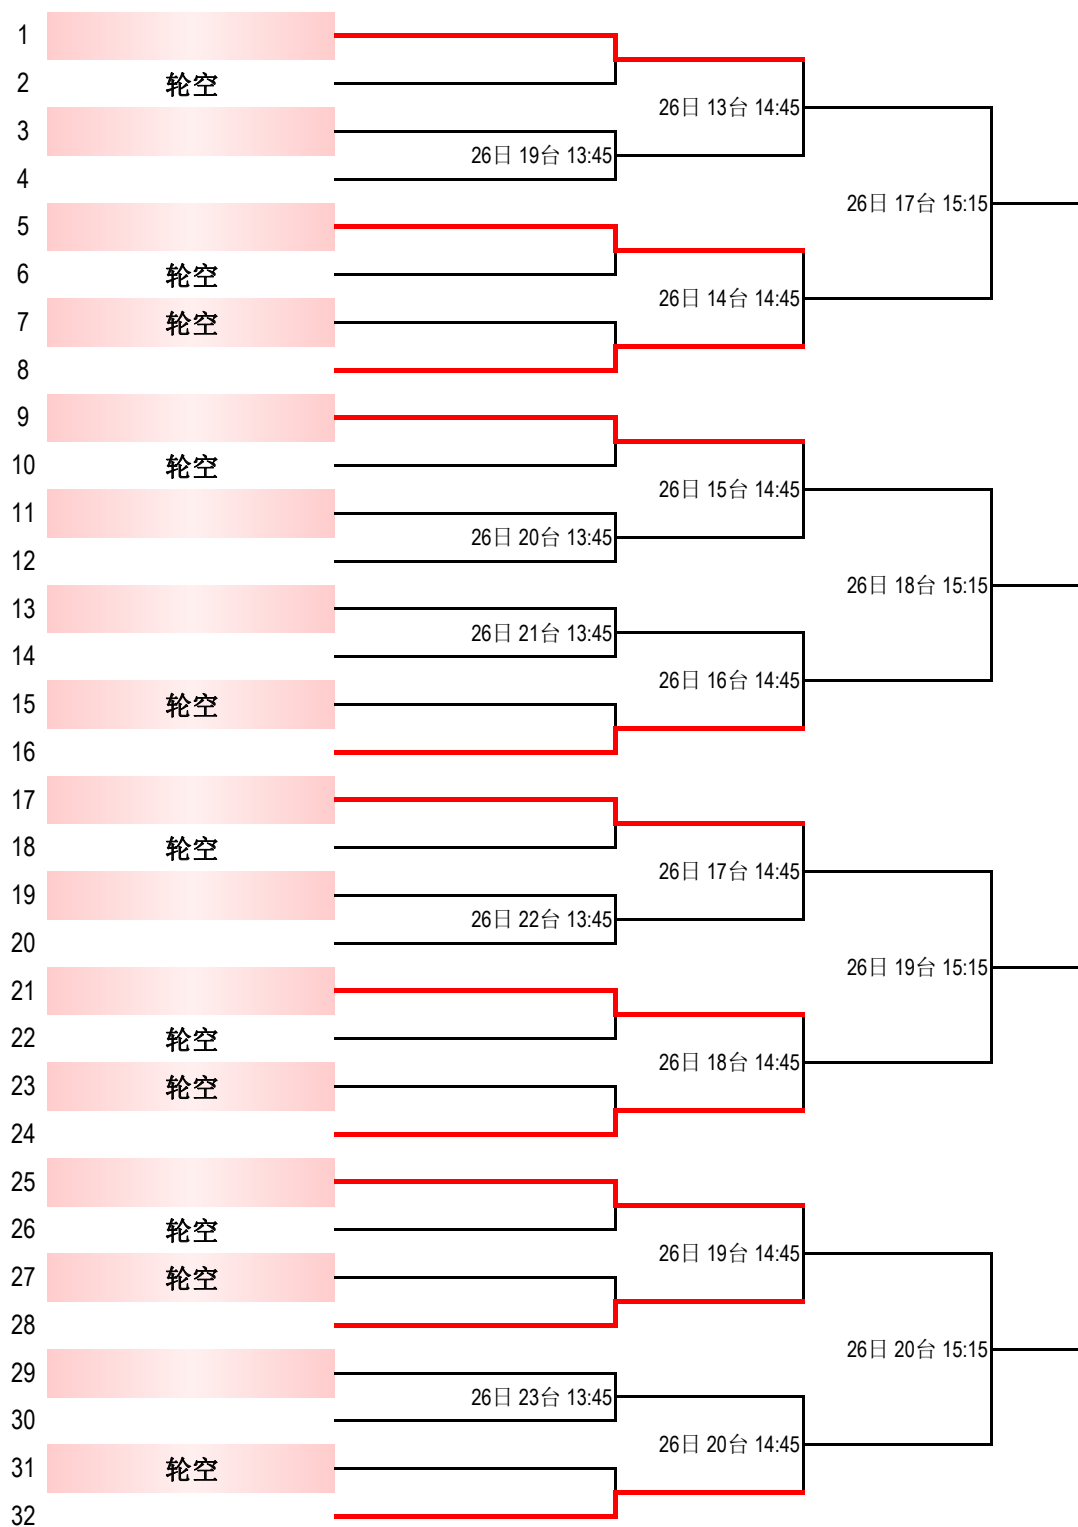 1
2 轮空
26日 13台 14:45
3
26日 19台 13:45
4
26日 17台 15:15
5
6 轮空
26日 14台 14:45
7 轮空
8
9
10 轮空
26日 15台 14:45
11
26日 20台 13:45
12
26日 18台 15:15
13
26日 21台 13:45
14
26日 16台 14:45
15 轮空
16
17
18 轮空
26日 17台 14:45
19
26日 22台 13:45
20
26日 19台 15:15
21
22 轮空
26日 18台 14:45
23 轮空
24
25
26 轮空
26日 19台 14:45
27 轮空
28
26日 20台 15:15
29
26日 23台 13:45
30
26日 20台 14:45
31 轮空
32